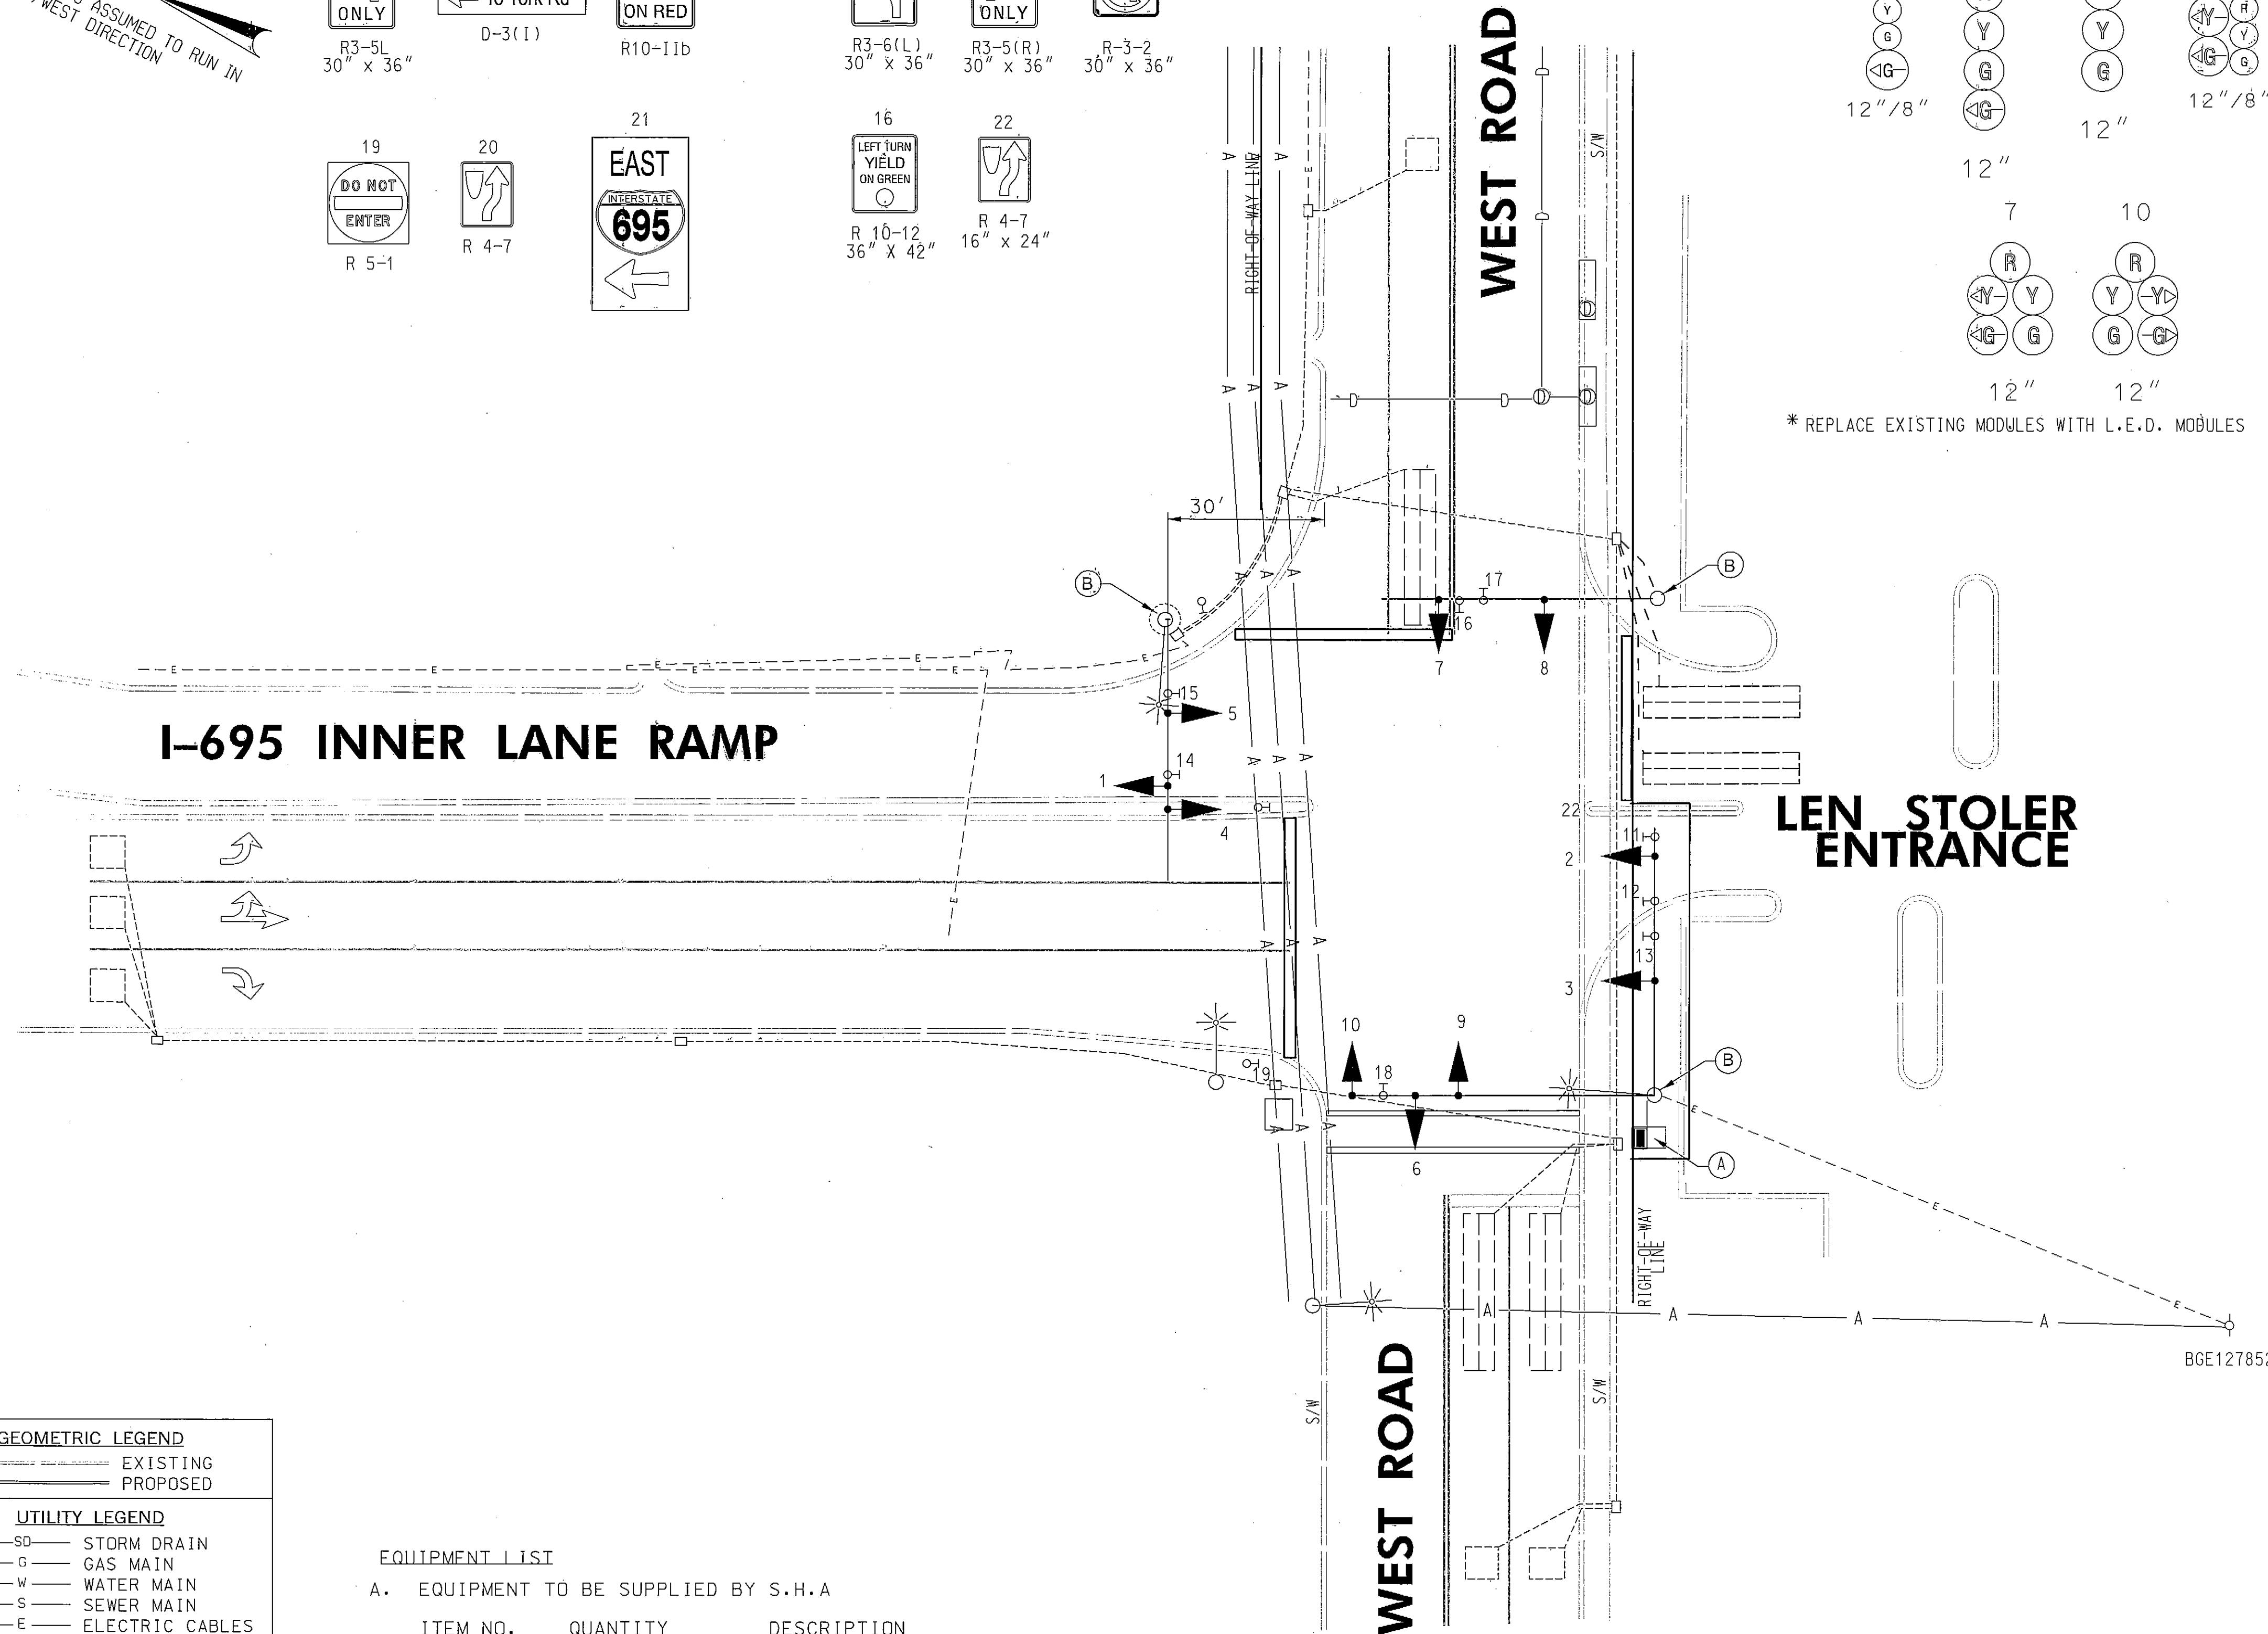 ASSUMED TO RUN IN
WEST DIRECTION
ONLY
R3-5L
30" x 36"
D-3(I)
ON RED
R10-IIb
R3-6(L)
30" x 36"
ONLY
R3-5(R)
30" x 36"
R-3-2
30" x 36"
19
DO NOT
ENTER
R 5-1
20
R 4-7
21
EAST
INTERSTATE
695
16
LEFT TURN
YIELD
ON GREEN
R 10-12
36" X 42"
22
R 4-7
16" x 24"
Y
G
G
12"/8"
Y
G
G
12"
Y
G
12"
Y
R
G
Y
G
12"/8"
7
R
Y Y
G G
12"
10
R
Y Y
G G
12"
* REPLACE EXISTING MODULES WITH L.E.D. MODULES
WEST ROAD
RIGHT-OF-WAY LINE
S/W
30'
B
B
17
16
7
8
15
5
14
1
4
I-695 INNER LANE RAMP
LEN STOLER
ENTRANCE
22
11
2
12
13
3
10
9
18
19
6
B
A
RIGHT-OF-WAY
LINE
S/W
S/W
WEST ROAD
A A A A
E E
BGE127852
GEOMETRIC LEGEND
EXISTING
PROPOSED
UTILITY LEGEND
SD STORM DRAIN
G GAS MAIN
W WATER MAIN
S SEWER MAIN
E ELECTRIC CABLES
EQUIPMENT LIST
A. EQUIPMENT TO BE SUPPLIED BY S.H.A
ITEM NO. QUANTITY DESCRIPTION